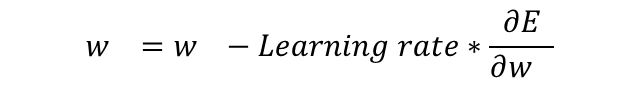 w = w − Learning rate * ∂E/∂w